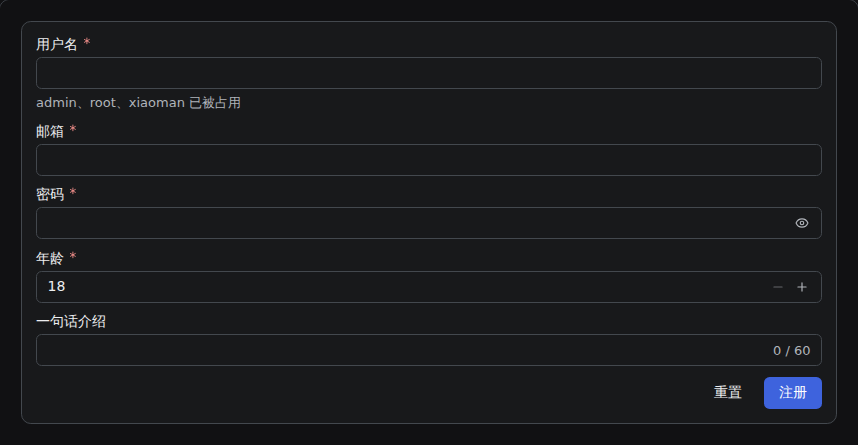 用户名 *
admin、root、xiaoman 已被占用
邮箱 *
密码 *
年龄 *
18
一句话介绍
0 / 60
重置 注册